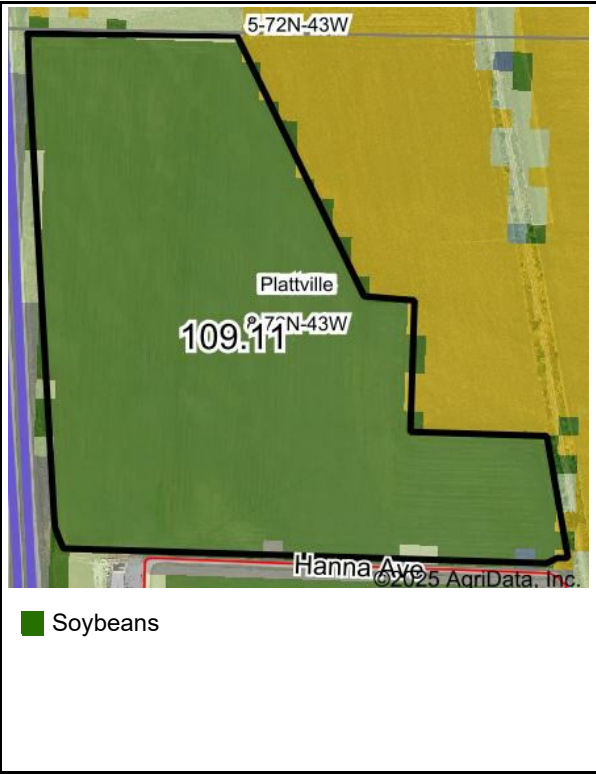 5-72N-43W
Plattville
8-72N-43W
109.11
Hanna Ave
©2025 AgriData, Inc.
Soybeans